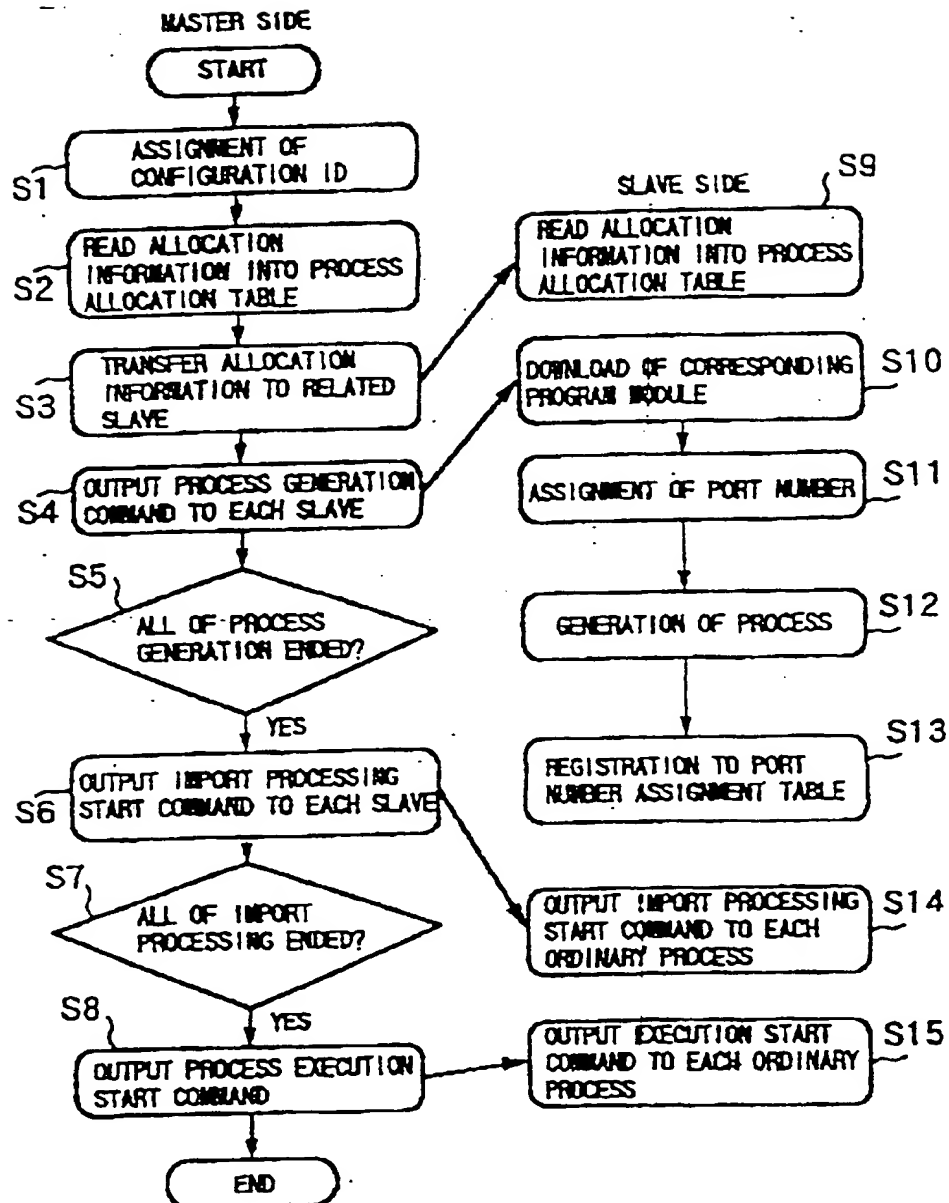 MASTER SIDE
START
S1
ASSIGNMENT OF
CONFIGURATION ID
S2
READ ALLOCATION
INFORMATION INTO PROCESS
ALLOCATION TABLE
S3
TRANSFER ALLOCATION
INFORMATION TO RELATED
SLAVE
S4
OUTPUT PROCESS GENERATION
COMMAND TO EACH SLAVE
S5
ALL OF PROCESS
GENERATION ENDED?
YES
S6
OUTPUT IMPORT PROCESSING
START COMMAND TO EACH SLAVE
S7
ALL OF IMPORT
PROCESSING ENDED?
YES
S8
OUTPUT PROCESS EXECUTION
START COMMAND
END
SLAVE SIDE
S9
READ ALLOCATION
INFORMATION INTO PROCESS
ALLOCATION TABLE
S10
DOWNLOAD OF CORRESPONDING
PROGRAM MODULE
S11
ASSIGNMENT OF PORT NUMBER
S12
GENERATION OF PROCESS
S13
REGISTRATION TO PORT
NUMBER ASSIGNMENT TABLE
S14
OUTPUT IMPORT PROCESSING
START COMMAND TO EACH
ORDINARY PROCESS
S15
OUTPUT EXECUTION START
COMMAND TO EACH ORDINARY
PROCESS